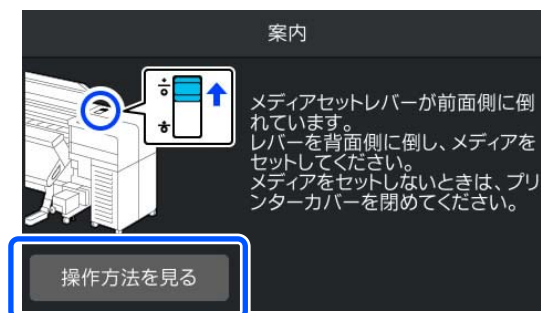 案内
メディアセットレバーが前面側に倒
れています。
レバーを背面側に倒し、メディアを
セットしてください。
メディアをセットしないときは、プリ
ンターカバーを閉めてください。
操作方法を見る